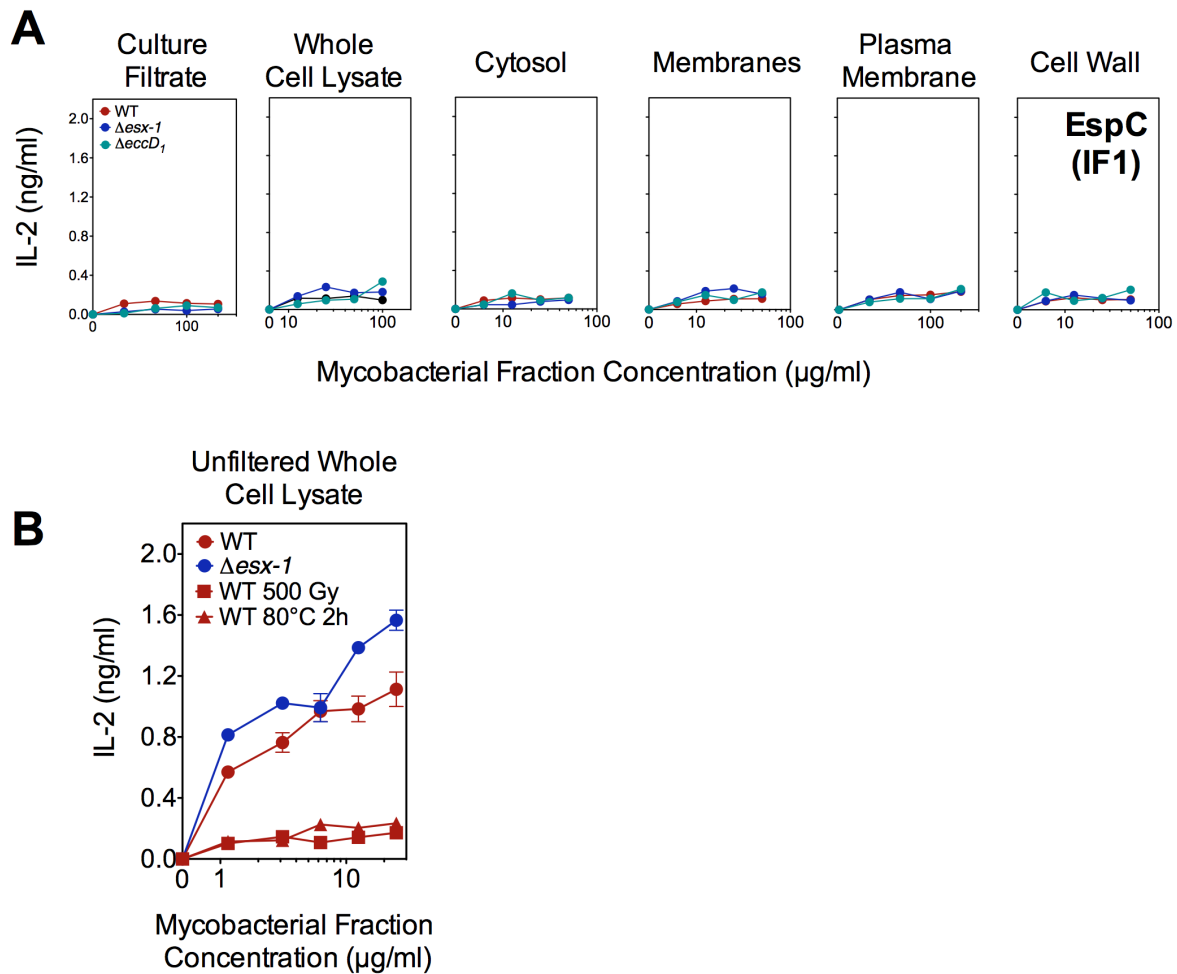 A
Culture
Filtrate
Whole
Cell Lysate
Cytosol
Membranes
Plasma
Membrane
Cell Wall
IL-2 (ng/ml)
2.0
1.6
1.2
0.8
0.4
0.0
WT
Δesx-1
ΔeccD1
EspC
(IF1)
0 100
0 10 100
0 10 100
0 10 100
0 100
0 10 100
Mycobacterial Fraction Concentration (µg/ml)
B
Unfiltered Whole
Cell Lysate
IL-2 (ng/ml)
2.0
1.6
1.2
0.8
0.4
0.0
WT
Δesx-1
WT 500 Gy
WT 80°C 2h
0 1 10
Mycobacterial Fraction
Concentration (µg/ml)